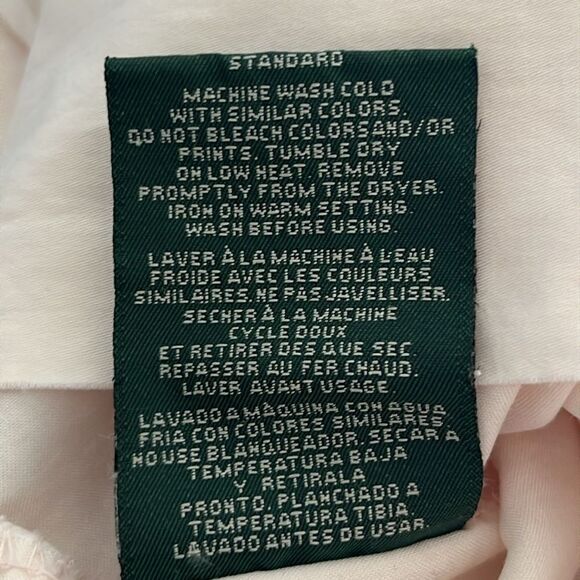 STANDARD
MACHINE WASH COLD
WITH SIMILAR COLORS.
DO NOT BLEACH COLORSAND/OR
PRINTS. TUMBLE DRY
ON LOW HEAT. REMOVE
PROMPTLY FROM THE DRYER.
IRON ON WARM SETTING.
WASH BEFORE USING.
LAVER À LA MACHINE À L'EAU
FROIDE AVEC LES COULEURS
SIMILAIRES. NE PAS JAVELLISER.
SECHER À LA MACHINE
CYCLE DOUX
ET RETIRER DES QUE SEC.
REPASSER AU FER CHAUD.
LAVER AVANT USAGE.
LAVADO A MÀQUINA CON AGUA
FRIA CON COLORES SIMILARES,
NO USE BLANQUEADOR. SECAR A
TEMPERATURA BAJA
Y RETIRALA
PRONTO. PLANCHADO A
TEMPERATURA TIBIA.
LAVADO ANTES DE USAR.